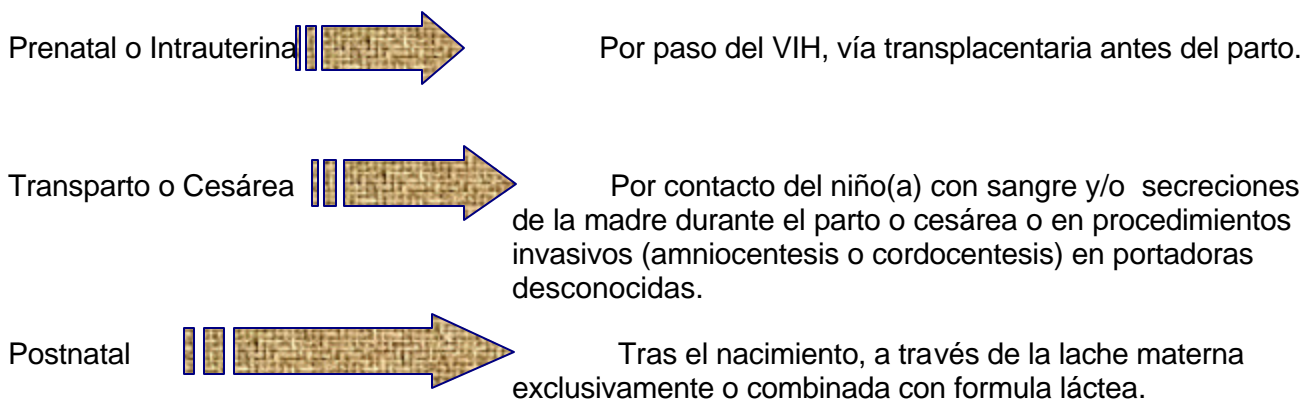 Prenatal o Intrauterina Por paso del VIH, vía transplacentaria antes del parto.
Transparto o Cesárea Por contacto del niño(a) con sangre y/o secreciones
de la madre durante el parto o cesárea o en procedimientos
invasivos (amniocentesis o cordocentesis) en portadoras
desconocidas.
Postnatal Tras el nacimiento, a través de la lache materna
exclusivamente o combinada con formula láctea.